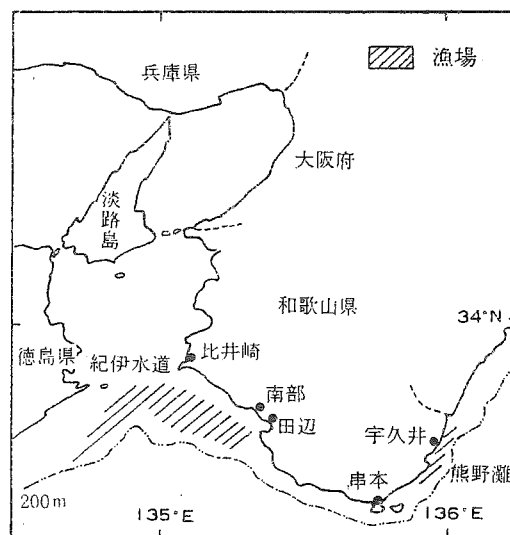 兵庫県
漁場
大阪府
淡路島
和歌山県
34°N
徳島県
紀伊水道
比井崎
南部
田辺
宇久井
熊野灘
串本
200m
135°E
136°E